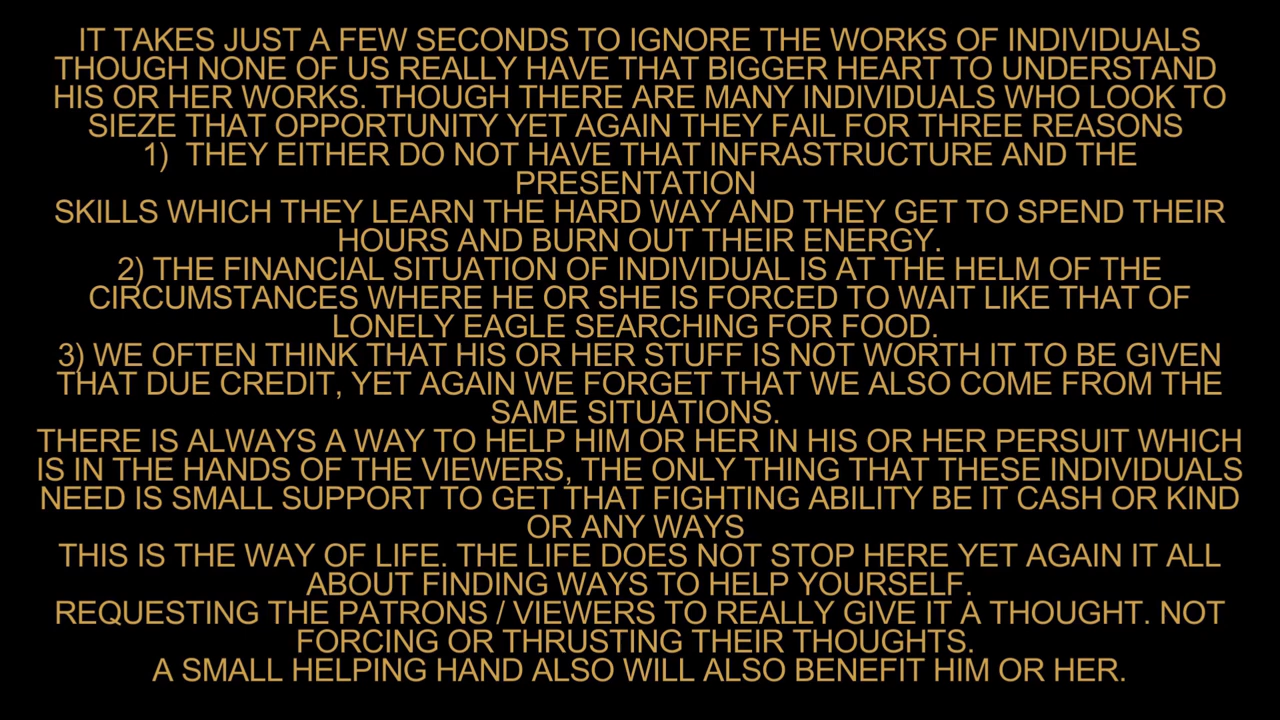 IT TAKES JUST A FEW SECONDS TO IGNORE THE WORKS OF INDIVIDUALS
THOUGH NONE OF US REALLY HAVE THAT BIGGER HEART TO UNDERSTAND
HIS OR HER WORKS. THOUGH THERE ARE MANY INDIVIDUALS WHO LOOK TO
SIEZE THAT OPPORTUNITY YET AGAIN THEY FAIL FOR THREE REASONS
1) THEY EITHER DO NOT HAVE THAT INFRASTRUCTURE AND THE
PRESENTATION
SKILLS WHICH THEY LEARN THE HARD WAY AND THEY GET TO SPEND THEIR
HOURS AND BURN OUT THEIR ENERGY.
2) THE FINANCIAL SITUATION OF INDIVIDUAL IS AT THE HELM OF THE
CIRCUMSTANCES WHERE HE OR SHE IS FORCED TO WAIT LIKE THAT OF
LONELY EAGLE SEARCHING FOR FOOD.
3) WE OFTEN THINK THAT HIS OR HER STUFF IS NOT WORTH IT TO BE GIVEN
THAT DUE CREDIT, YET AGAIN WE FORGET THAT WE ALSO COME FROM THE
SAME SITUATIONS.
THERE IS ALWAYS A WAY TO HELP HIM OR HER IN HIS OR HER PERSUIT WHICH
IS IN THE HANDS OF THE VIEWERS, THE ONLY THING THAT THESE INDIVIDUALS
NEED IS SMALL SUPPORT TO GET THAT FIGHTING ABILITY BE IT CASH OR KIND
OR ANY WAYS
THIS IS THE WAY OF LIFE. THE LIFE DOES NOT STOP HERE YET AGAIN IT ALL
ABOUT FINDING WAYS TO HELP YOURSELF.
REQUESTING THE PATRONS / VIEWERS TO REALLY GIVE IT A THOUGHT. NOT
FORCING OR THRUSTING THEIR THOUGHTS.
A SMALL HELPING HAND ALSO WILL ALSO BENEFIT HIM OR HER.